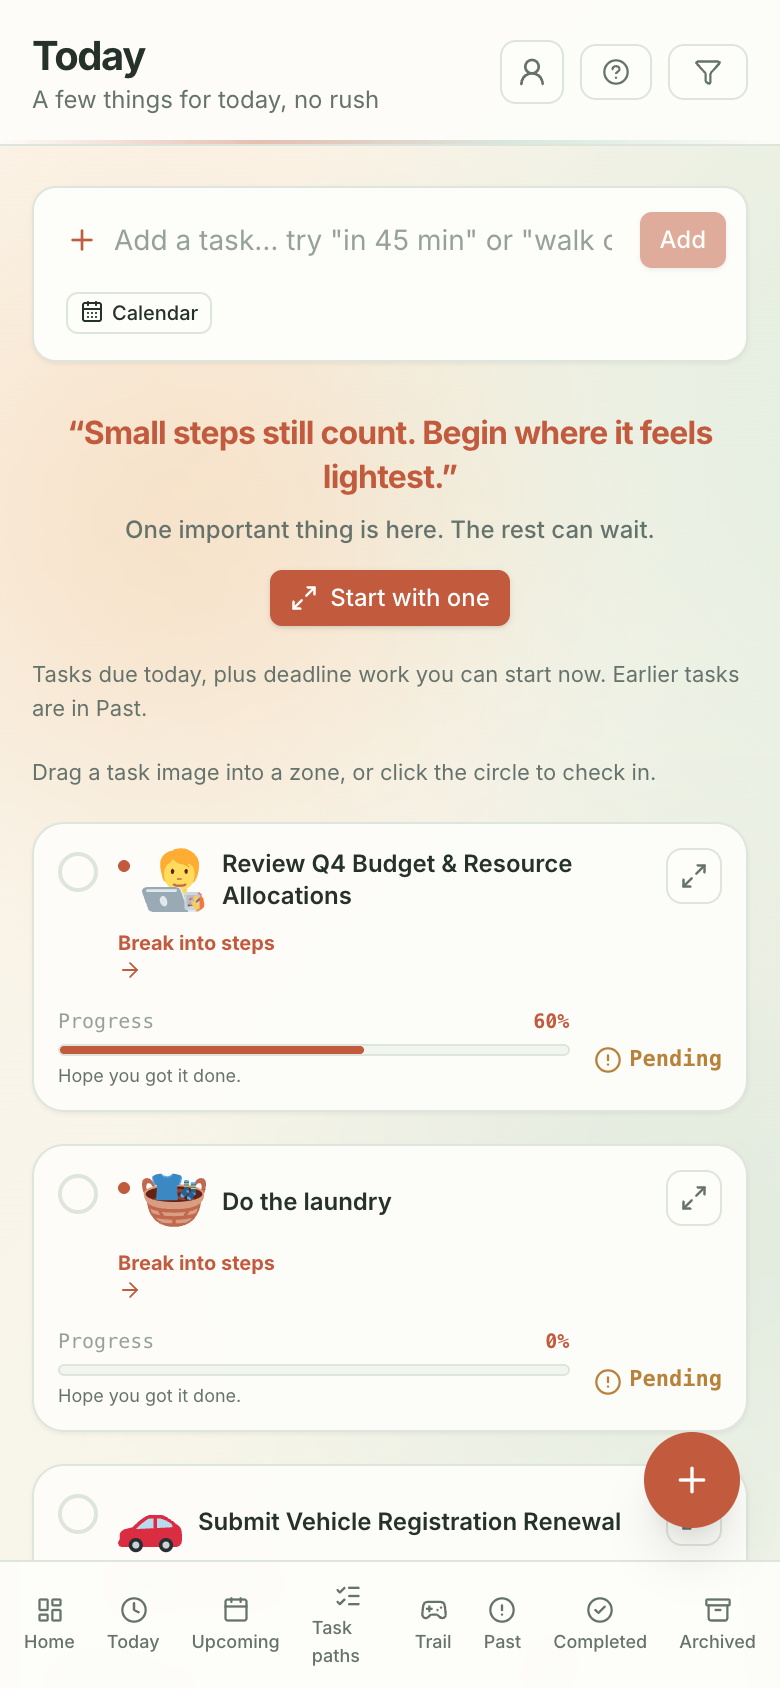 Today
A few things for today, no rush
Add a task... try "in 45 min" or "walk
Add
Calendar
“Small steps still count. Begin where it feels
lightest.”
One important thing is here. The rest can wait.
Start with one
Tasks due today, plus deadline work you can start now. Earlier tasks
are in Past.
Drag a task image into a zone, or click the circle to check in.
Review Q4 Budget & Resource
Allocations
Break into steps
→
Progress
60%
Hope you got it done.
Pending
Do the laundry
Break into steps
→
Progress
0%
Hope you got it done.
Pending
Submit Vehicle Registration Renewal
Home
Today
Upcoming
Task
paths
Trail
Past
Completed
Archived